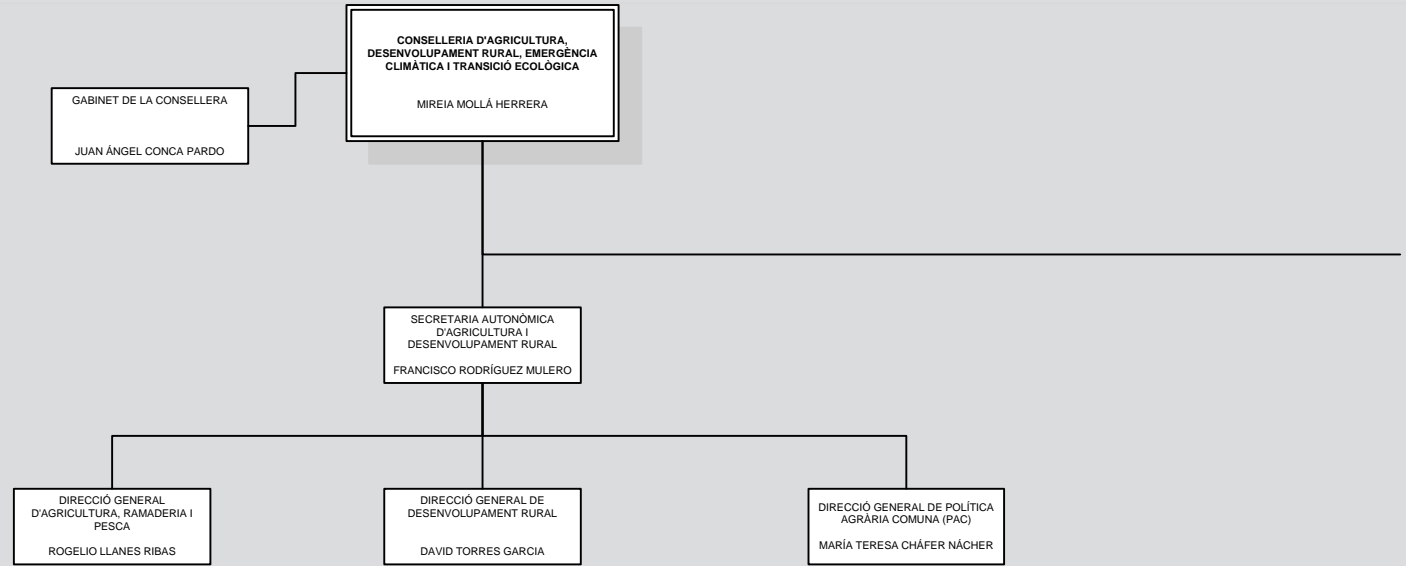 CONSELLERIA D'AGRICULTURA,
DESENVOLUPAMENT RURAL, EMERGÈNCIA
CLIMÀTICA I TRANSICIÓ ECOLÒGICA
MIREIA MOLLÁ HERRERA
GABINET DE LA CONSELLERA
JUAN ÁNGEL CONCA PARDO
SECRETARIA AUTONÒMICA
D'AGRICULTURA I
DESENVOLUPAMENT RURAL
FRANCISCO RODRÍGUEZ MULERO
DIRECCIÓ GENERAL
D'AGRICULTURA, RAMADERIA I
PESCA
ROGELIO LLANES RIBAS
DIRECCIÓ GENERAL DE
DESENVOLUPAMENT RURAL
DAVID TORRES GARCIA
DIRECCIÓ GENERAL DE POLÍTICA
AGRÀRIA COMUNA (PAC)
MARÍA TERESA CHÁFER NÁCHER